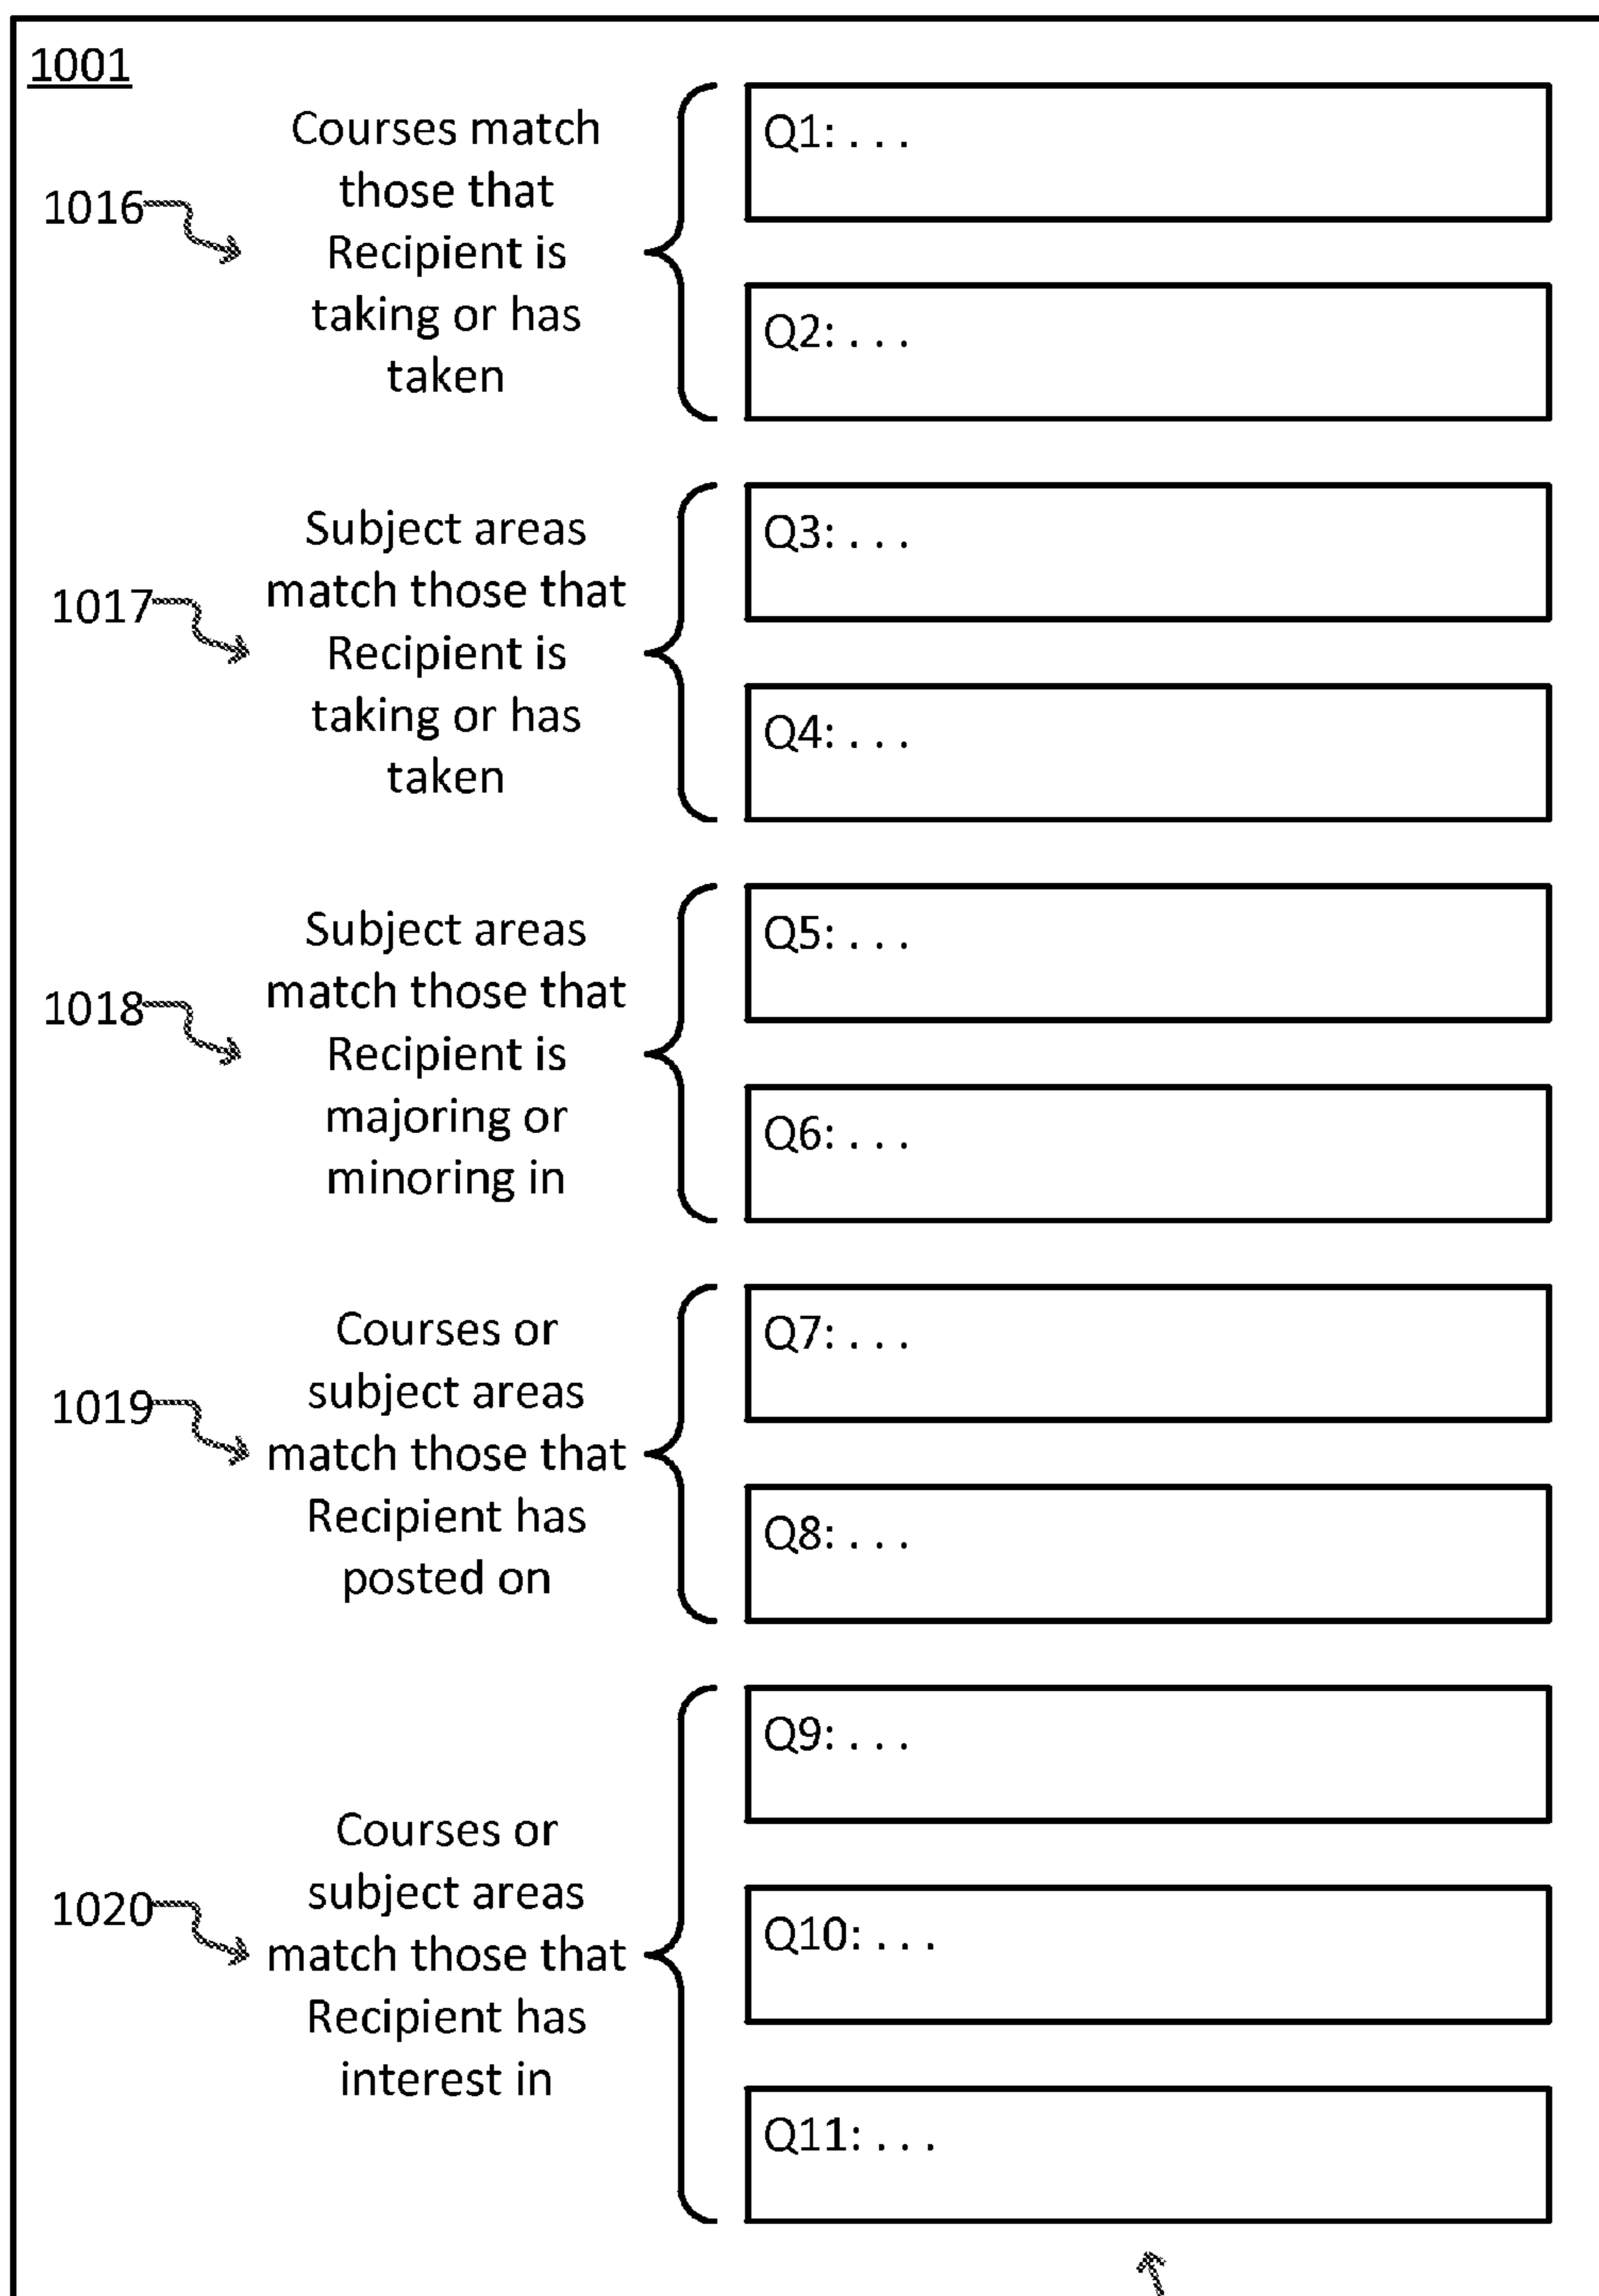 1001
1016
Courses match
those that
Recipient is
taking or has
taken
Q1: . . .
Q2: . . .
1017
Subject areas
match those that
Recipient is
taking or has
taken
Q3: . . .
Q4: . . .
1018
Subject areas
match those that
Recipient is
majoring or
minoring in
Q5: . . .
Q6: . . .
1019
Courses or
subject areas
match those that
Recipient has
posted on
Q7: . . .
Q8: . . .
1020
Courses or
subject areas
match those that
Recipient has
interest in
Q9: . . .
Q10: . . .
Q11: . . .